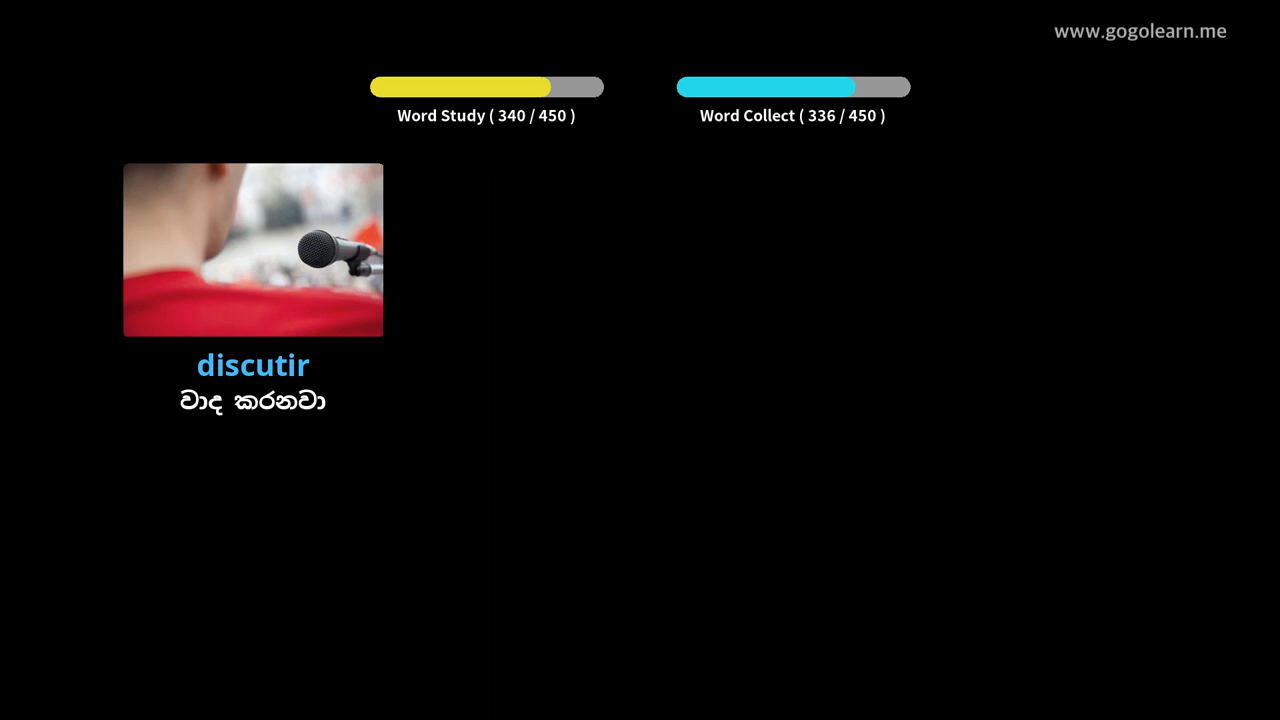 www.gogolearn.me
Word Study ( 340 / 450 )
Word Collect ( 336 / 450 )
discutir
වාද කරනවා